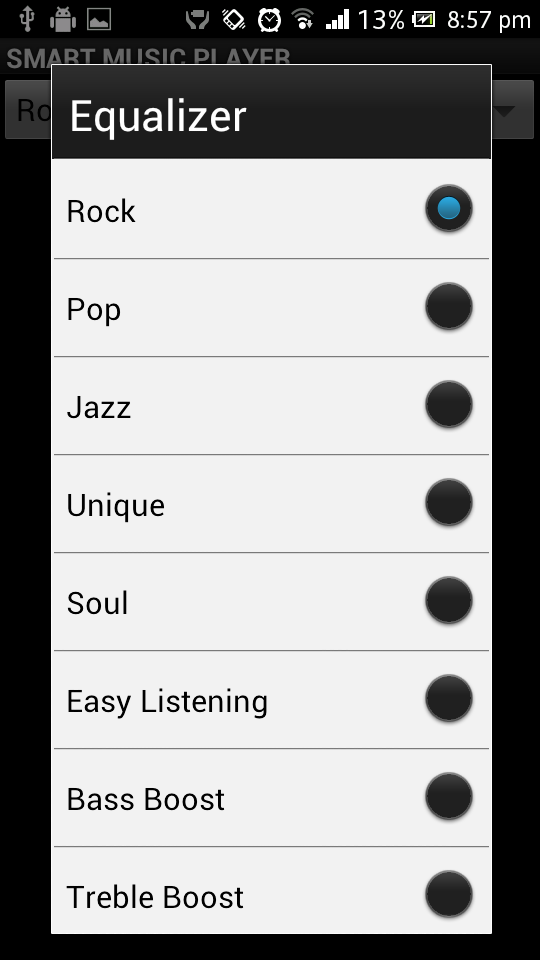 13% 8:57 pm
SMART MUSIC PLAYER
Ro
Equalizer
Rock
Pop
Jazz
Unique
Soul
Easy Listening
Bass Boost
Treble Boost